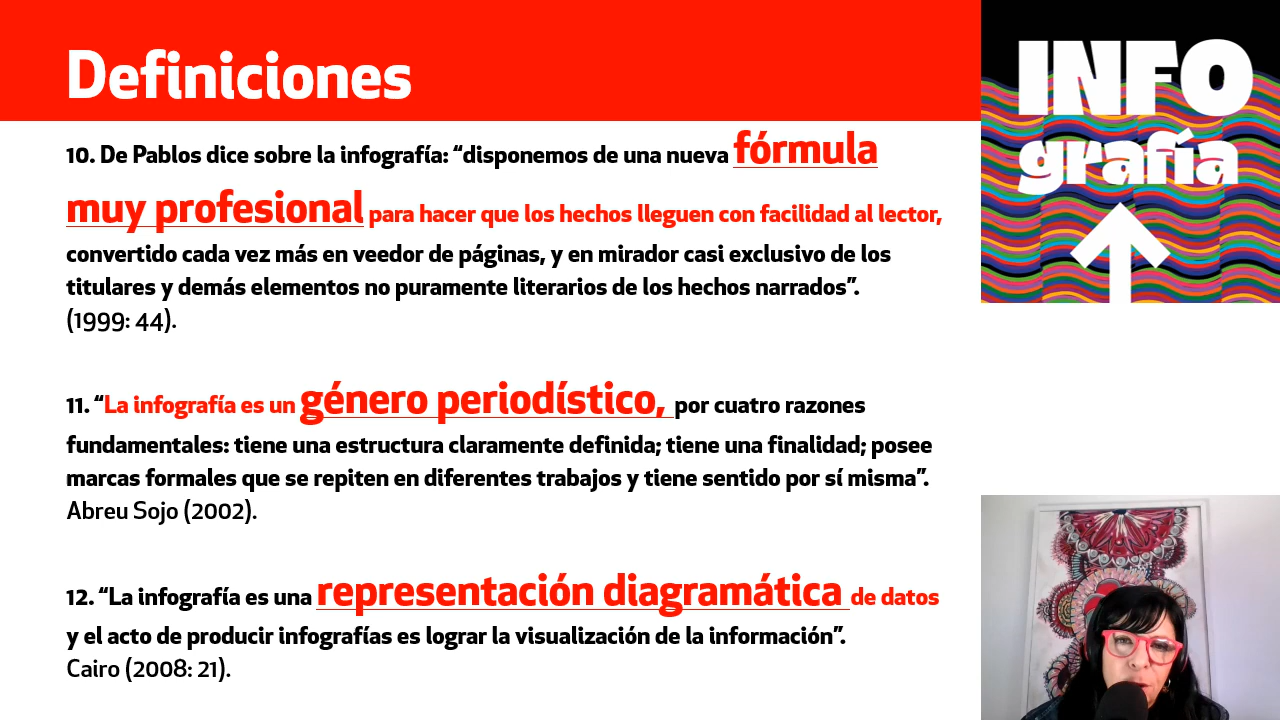 Definiciones
10. De Pablos dice sobre la infografía: “disponemos de una nueva fórmula
muy profesional para hacer que los hechos lleguen con facilidad al lector,
convertido cada vez más en veedor de páginas, y en mirador casi exclusivo de los
titulares y demás elementos no puramente literarios de los hechos narrados”.
(1999: 44).
11. “La infografía es un género periodístico, por cuatro razones
fundamentales: tiene una estructura claramente definida; tiene una finalidad; posee
marcas formales que se repiten en diferentes trabajos y tiene sentido por sí misma”.
Abreu Sojo (2002).
12. “La infografía es una representación diagramática de datos
y el acto de producir infografías es lograr la visualización de la información”.
Cairo (2008: 21).
INFO
grafía